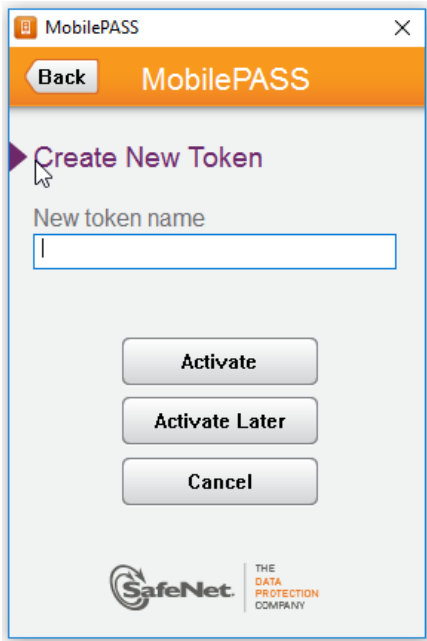 MobilePASS
Back
MobilePASS
Create New Token
New token name
Activate
Activate Later
Cancel
SafeNet.
THE
DATA
PROTECTION
COMPANY